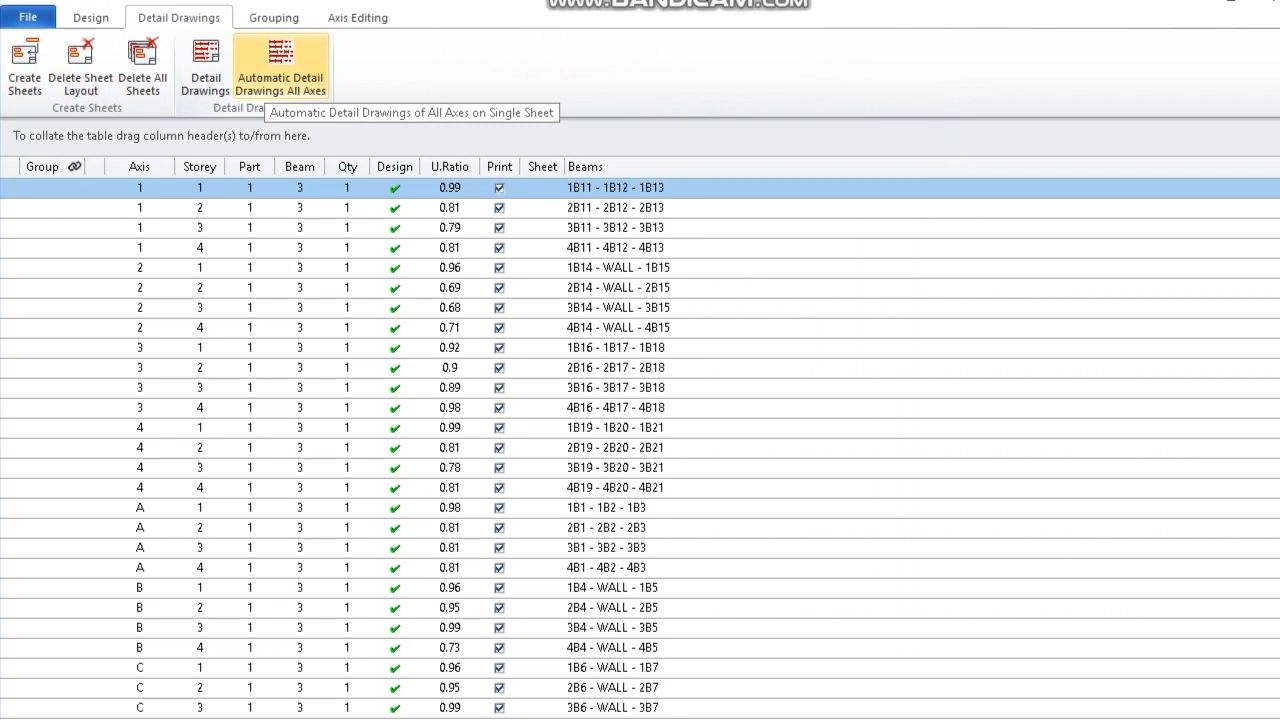 www.BANDICAM.COM
File Design Detail Drawings Grouping Axis Editing
Create Sheets Delete Sheet Layout Delete All Sheets Detail Drawings Automatic Detail Drawings All Axes
Create Sheets Detail Dra
Automatic Detail Drawings of All Axes on Single Sheet
To collate the table drag column header(s) to/from here.
Group Axis Storey Part Beam Qty Design U.Ratio Print Sheet Beams
1 1 1 3 1 0.99 1B11 - 1B12 - 1B13
1 2 1 3 1 0.81 2B11 - 2B12 - 2B13
1 3 1 3 1 0.79 3B11 - 3B12 - 3B13
1 4 1 3 1 0.81 4B11 - 4B12 - 4B13
2 1 1 3 1 0.96 1B14 - WALL - 1B15
2 2 1 3 1 0.69 2B14 - WALL - 2B15
2 3 1 3 1 0.68 3B14 - WALL - 3B15
2 4 1 3 1 0.71 4B14 - WALL - 4B15
3 1 1 3 1 0.92 1B16 - 1B17 - 1B18
3 2 1 3 1 0.9 2B16 - 2B17 - 2B18
3 3 1 3 1 0.89 3B16 - 3B17 - 3B18
3 4 1 3 1 0.98 4B16 - 4B17 - 4B18
4 1 1 3 1 0.99 1B19 - 1B20 - 1B21
4 2 1 3 1 0.81 2B19 - 2B20 - 2B21
4 3 1 3 1 0.78 3B19 - 3B20 - 3B21
4 4 1 3 1 0.81 4B19 - 4B20 - 4B21
A 1 1 3 1 0.98 1B1 - 1B2 - 1B3
A 2 1 3 1 0.81 2B1 - 2B2 - 2B3
A 3 1 3 1 0.81 3B1 - 3B2 - 3B3
A 4 1 3 1 0.81 4B1 - 4B2 - 4B3
B 1 1 3 1 0.96 1B4 - WALL - 1B5
B 2 1 3 1 0.95 2B4 - WALL - 2B5
B 3 1 3 1 0.99 3B4 - WALL - 3B5
B 4 1 3 1 0.73 4B4 - WALL - 4B5
C 1 1 3 1 0.96 1B6 - WALL - 1B7
C 2 1 3 1 0.95 2B6 - WALL - 2B7
C 3 1 3 1 0.99 3B6 - WALL - 3B7